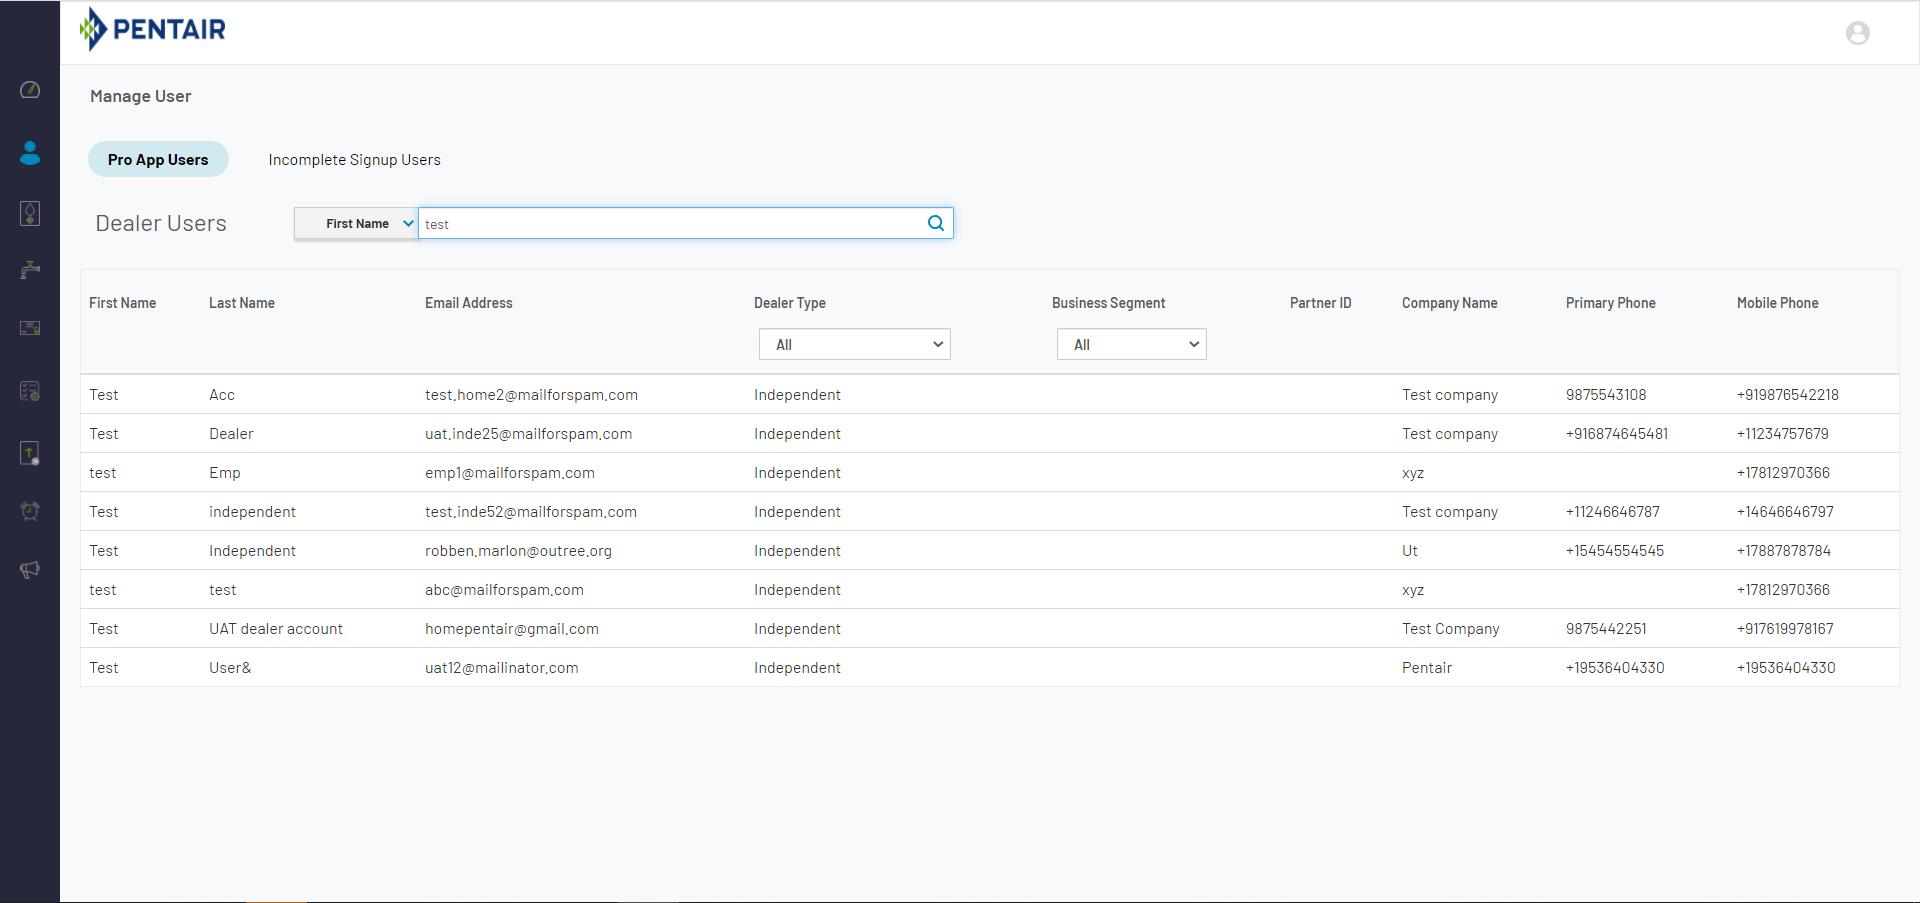 PENTAIR
Manage User
Pro App Users Incomplete Signup Users
Dealer Users First Name test
First Name Last Name Email Address Dealer Type Business Segment Partner ID Company Name Primary Phone Mobile Phone
All All
Test Acc test.home2@mailforspam.com Independent Test company 9875543108 +919876542218
Test Dealer uat.inde25@mailforspam.com Independent Test company +916874645481 +11234757679
test Emp emp1@mailforspam.com Independent xyz +17812970366
Test independent test.inde52@mailforspam.com Independent Test company +11246646787 +14646646797
Test Independent robben.marlon@outree.org Independent Ut +15454554545 +17887878784
test test abc@mailforspam.com Independent xyz +17812970366
Test UAT dealer account homepentair@gmail.com Independent Test Company 9875442251 +917619978167
Test User& uat12@mailinator.com Independent Pentair +19536404330 +19536404330